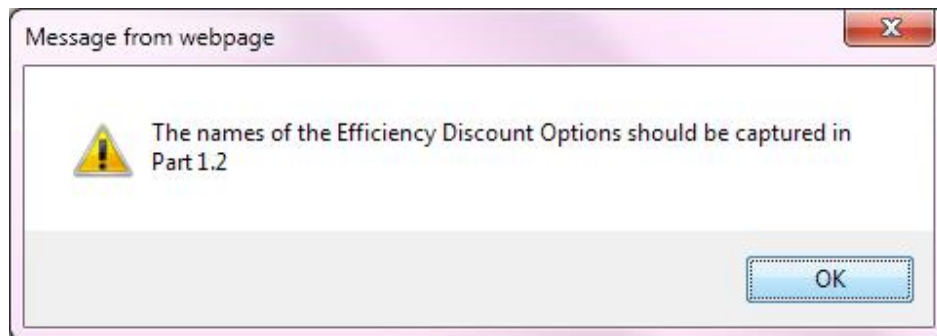 Message from webpage
The names of the Efficiency Discount Options should be captured in
Part 1.2
OK